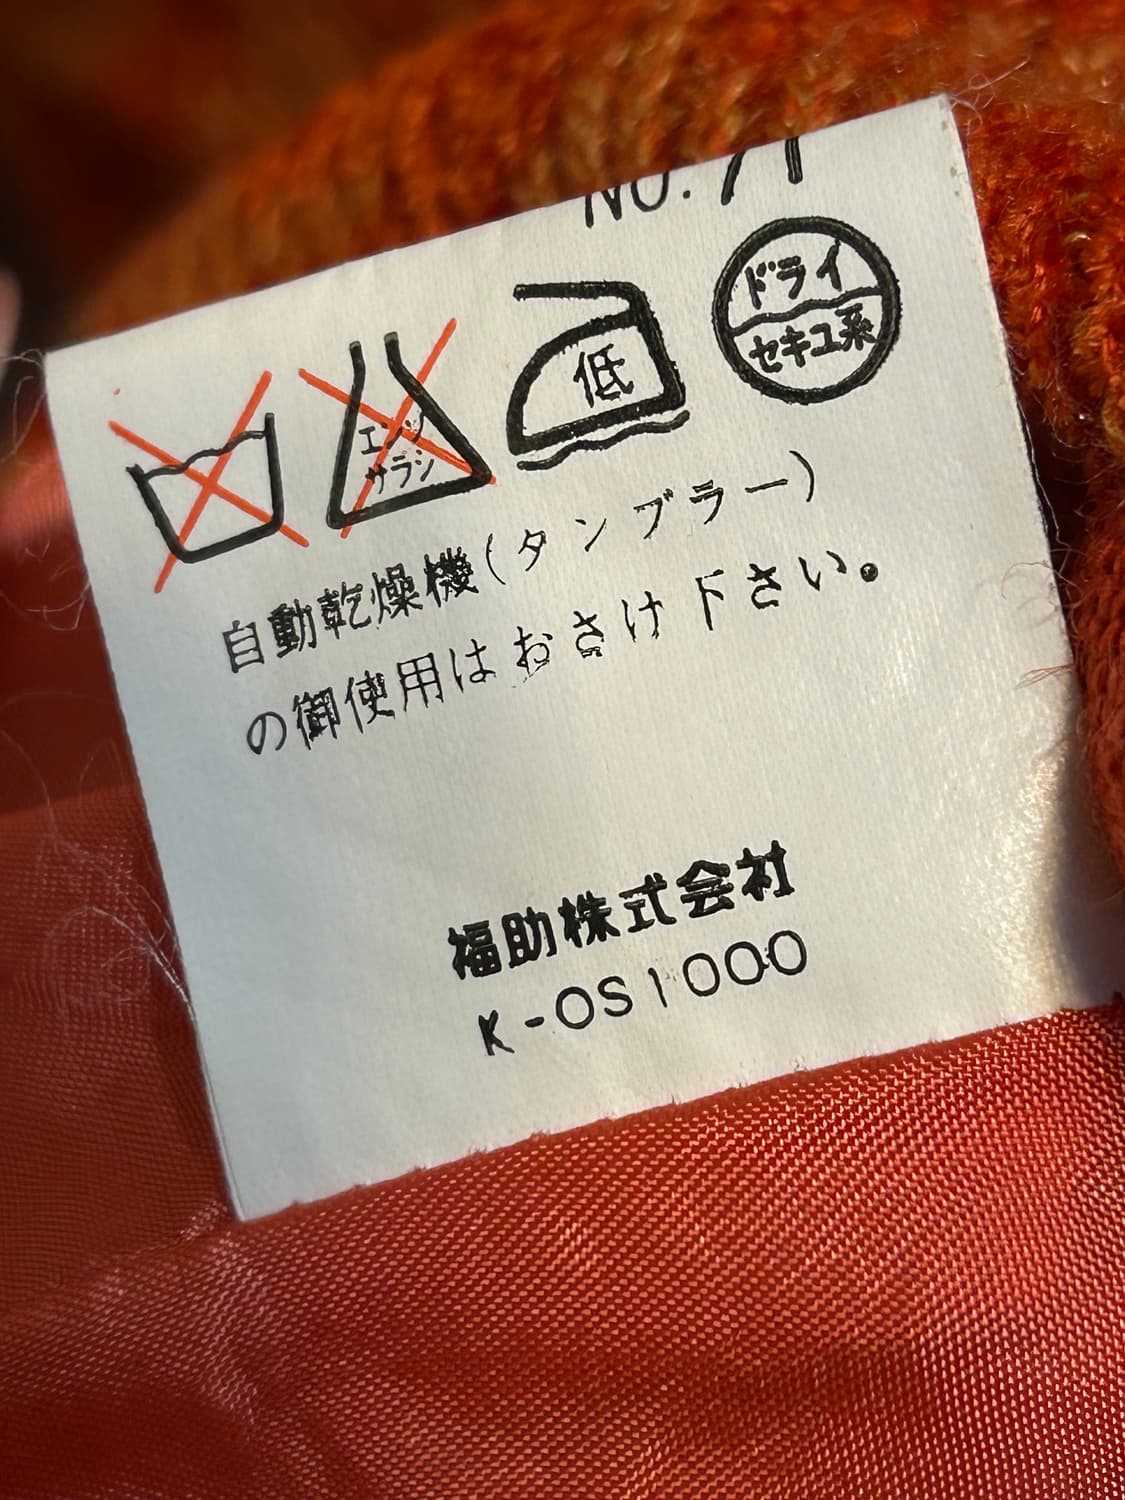 No. 71
ドライ
セキユ系
低
エンソ
サラシ
自動乾燥機(タンブラー)
の御使用はおさけ下さい。
福助株式会社
K-OS1000